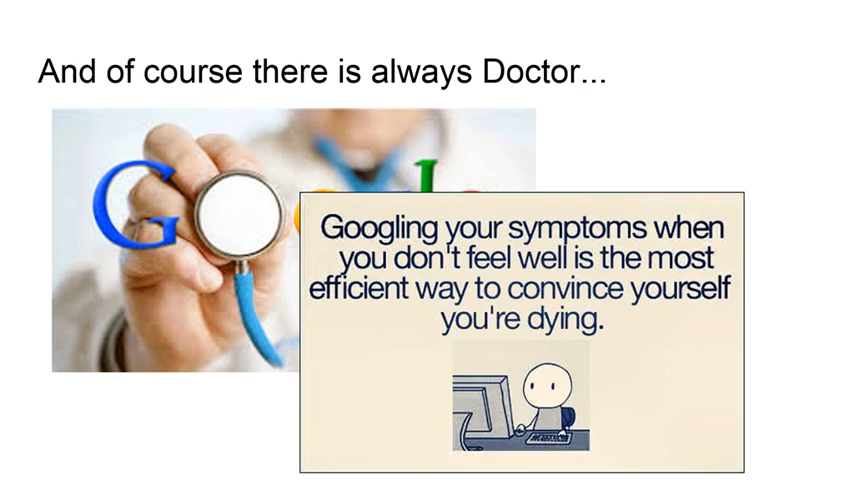 And of course there is always Doctor...
G
Googling your symptoms when
you don't feel well is the most
efficient way to convince yourself
you're dying.